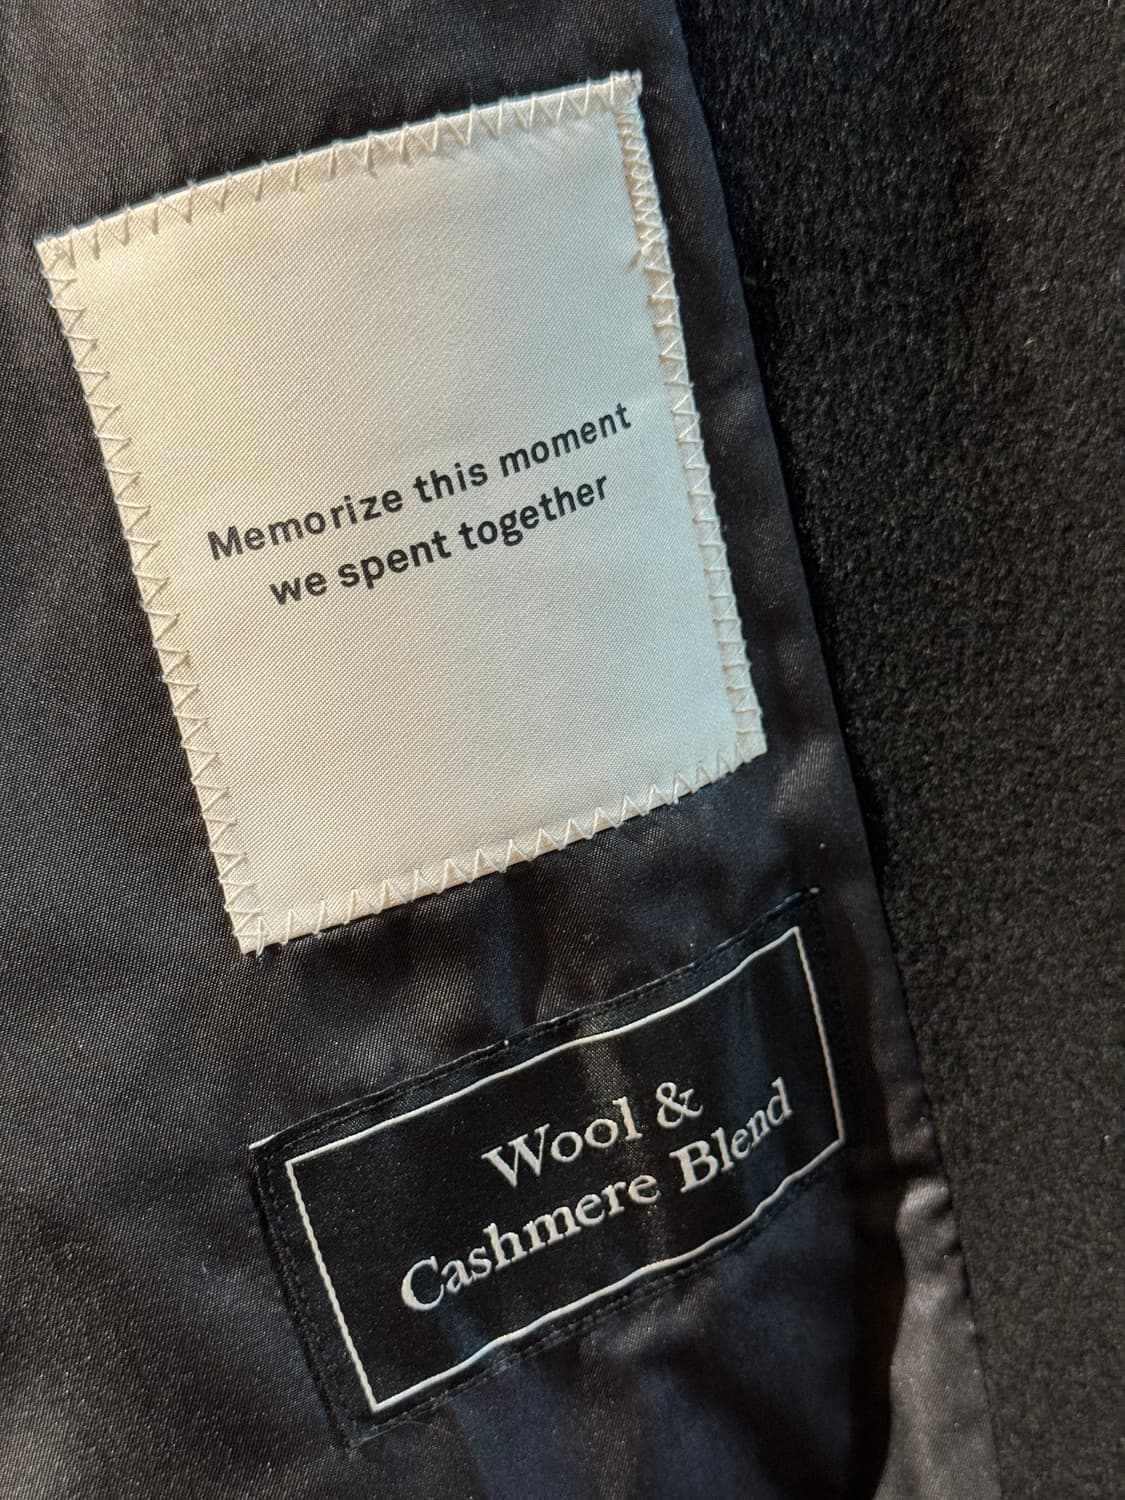 Memorize this moment
we spent together
Wool &
Cashmere Blend